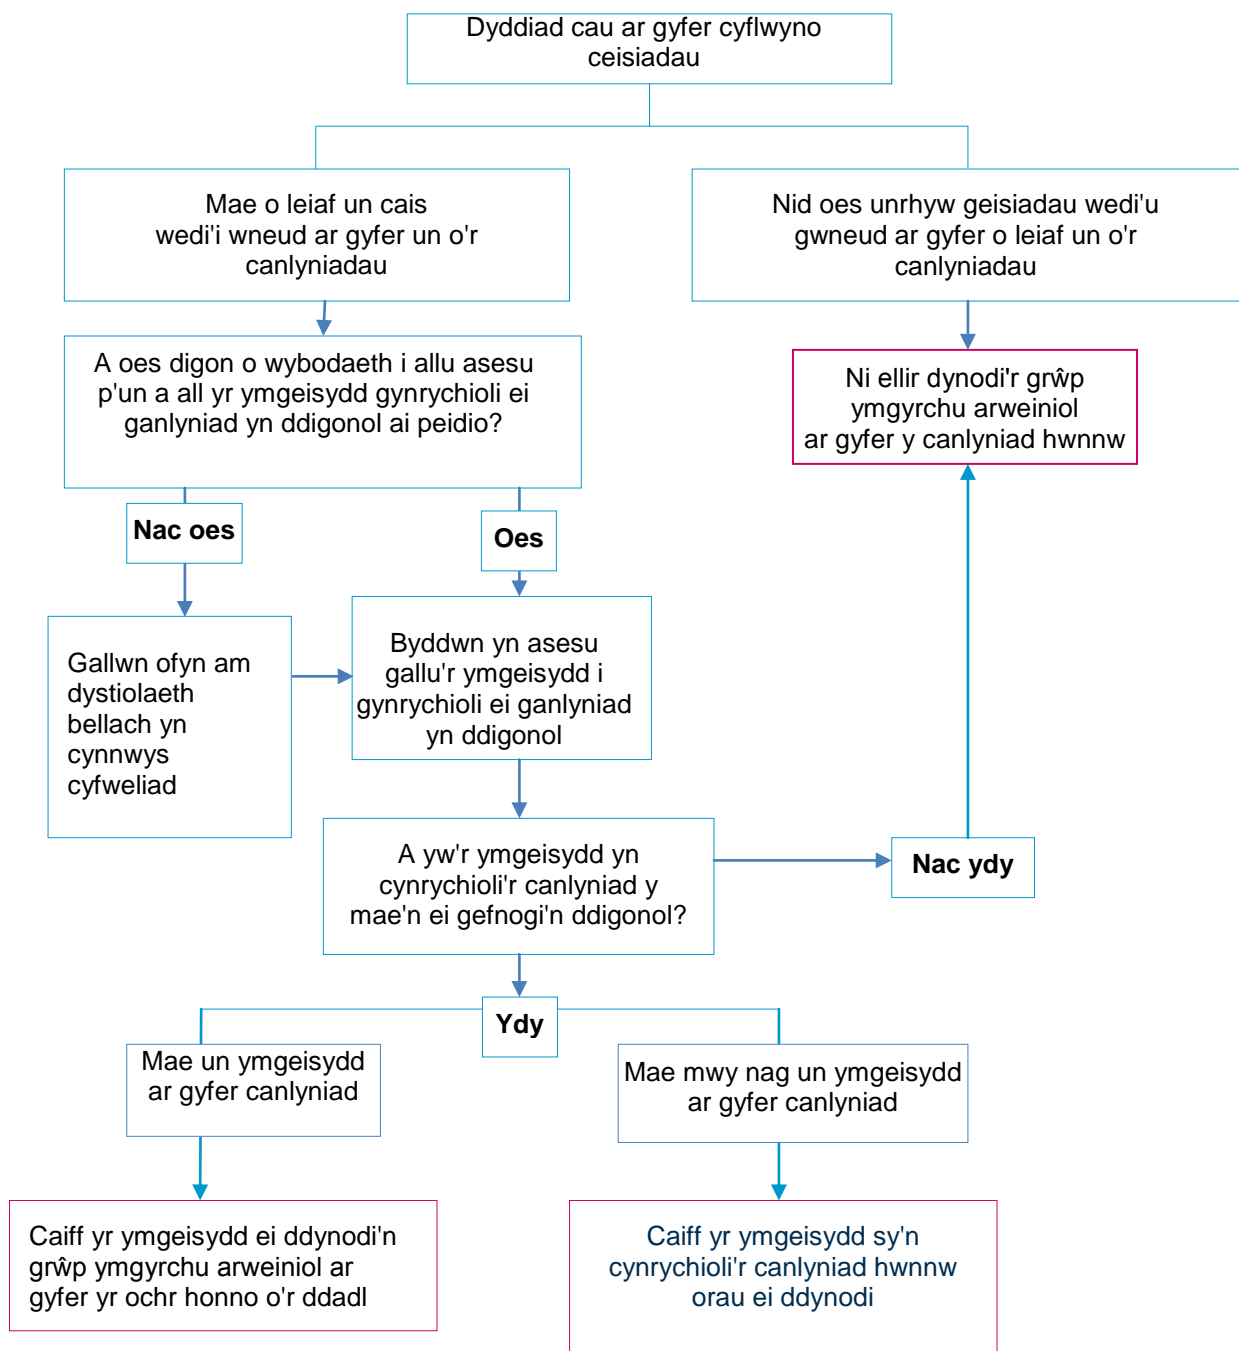 Dyddiad cau ar gyfer cyflwyno
ceisiadau
Mae o leiaf un cais
wedi'i wneud ar gyfer un o'r
canlyniadau
Nid oes unrhyw geisiadau wedi'u
gwneud ar gyfer o leiaf un o'r
canlyniadau
A oes digon o wybodaeth i allu asesu
p'un a all yr ymgeisydd gynrychioli ei
ganlyniad yn ddigonol ai peidio?
Ni ellir dynodi'r grŵp
ymgyrchu arweiniol
ar gyfer y canlyniad hwnnw
Nac oes
Oes
Gallwn ofyn am
dystiolaeth
bellach yn
cynnwys
cyfweliad
Byddwn yn asesu
gallu'r ymgeisydd i
gynrychioli ei ganlyniad
yn ddigonol
A yw'r ymgeisydd yn
cynrychioli'r canlyniad y
mae'n ei gefnogi'n ddigonol?
Nac ydy
Ydy
Mae un ymgeisydd
ar gyfer canlyniad
Mae mwy nag un ymgeisydd
ar gyfer canlyniad
Caiff yr ymgeisydd ei ddynodi'n
grŵp ymgyrchu arweiniol ar
gyfer yr ochr honno o'r ddadl
Caiff yr ymgeisydd sy'n
cynrychioli'r canlyniad hwnnw
orau ei ddynodi